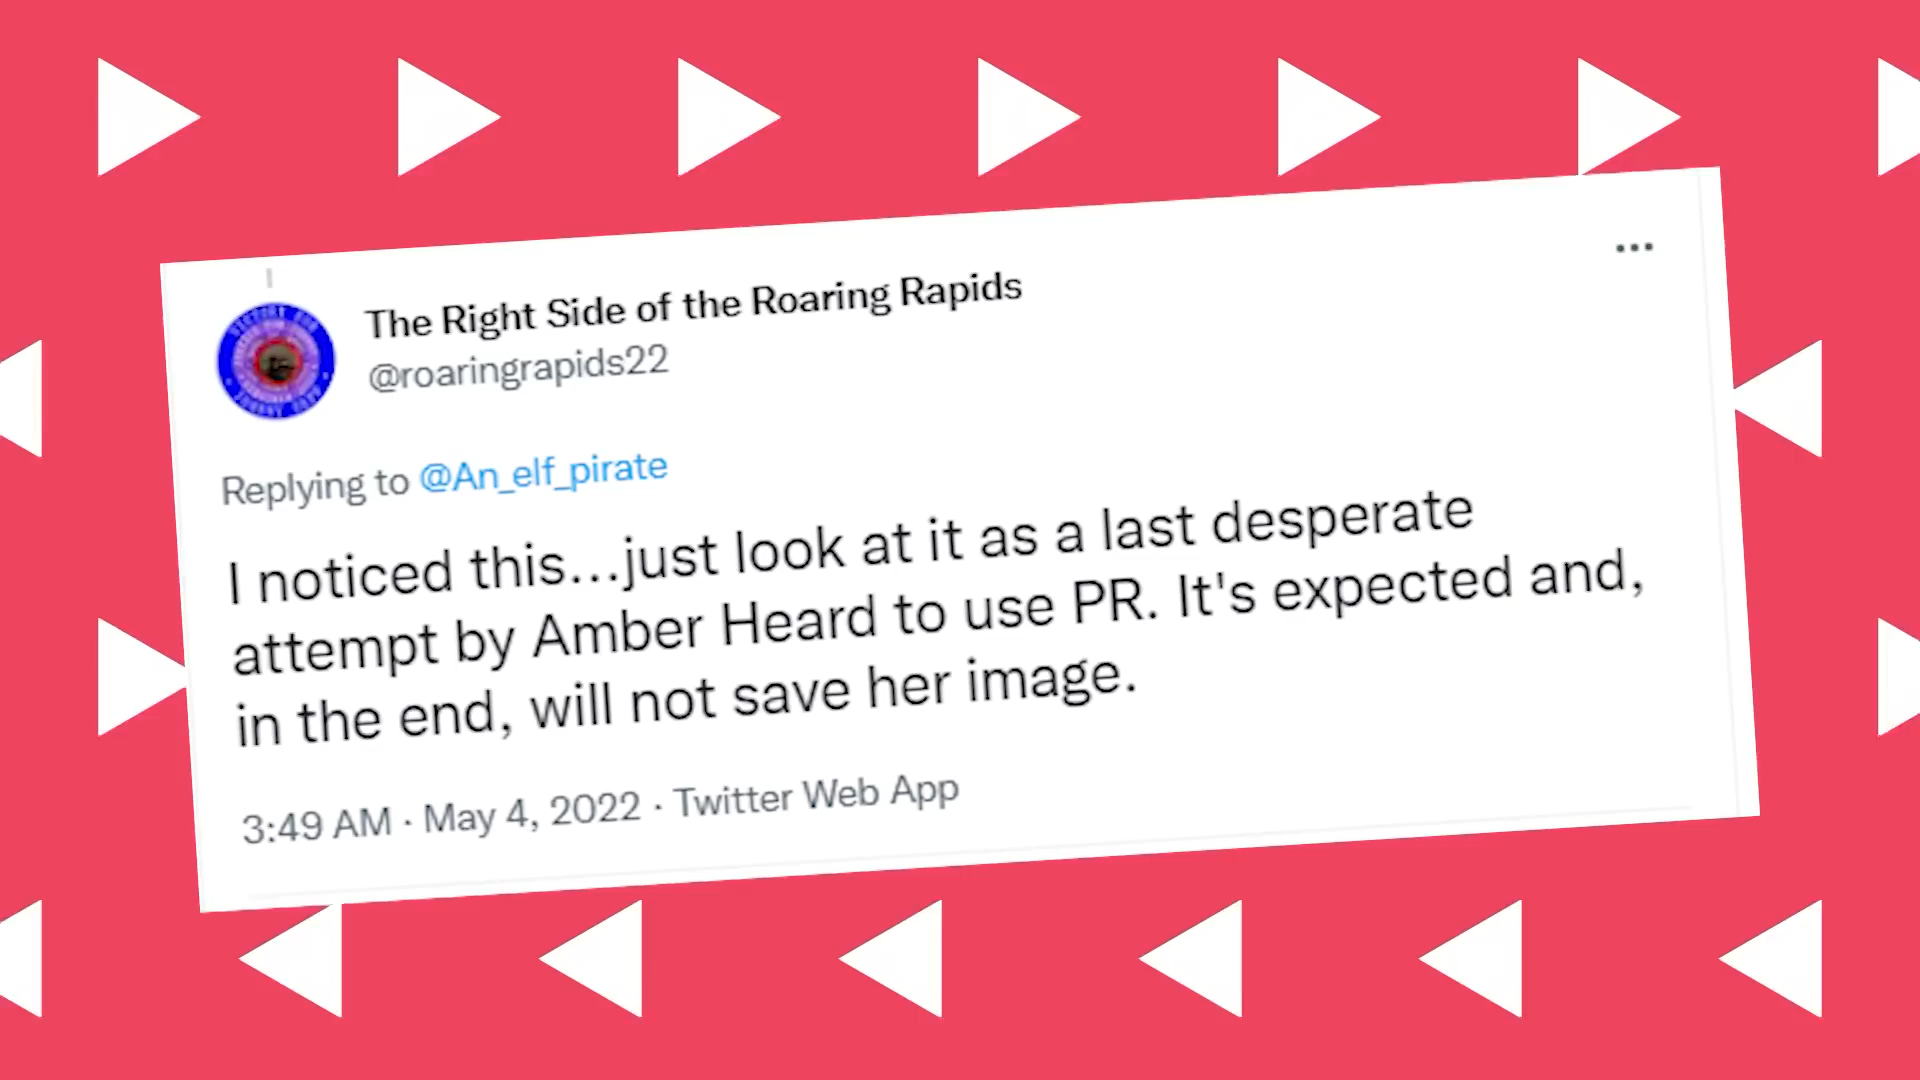 The Right Side of the Roaring Rapids
@roaringrapids22
Replying to @An_elf_pirate
I noticed this...just look at it as a last desperate
attempt by Amber Heard to use PR. It's expected and,
in the end, will not save her image.
3:49 AM · May 4, 2022 · Twitter Web App